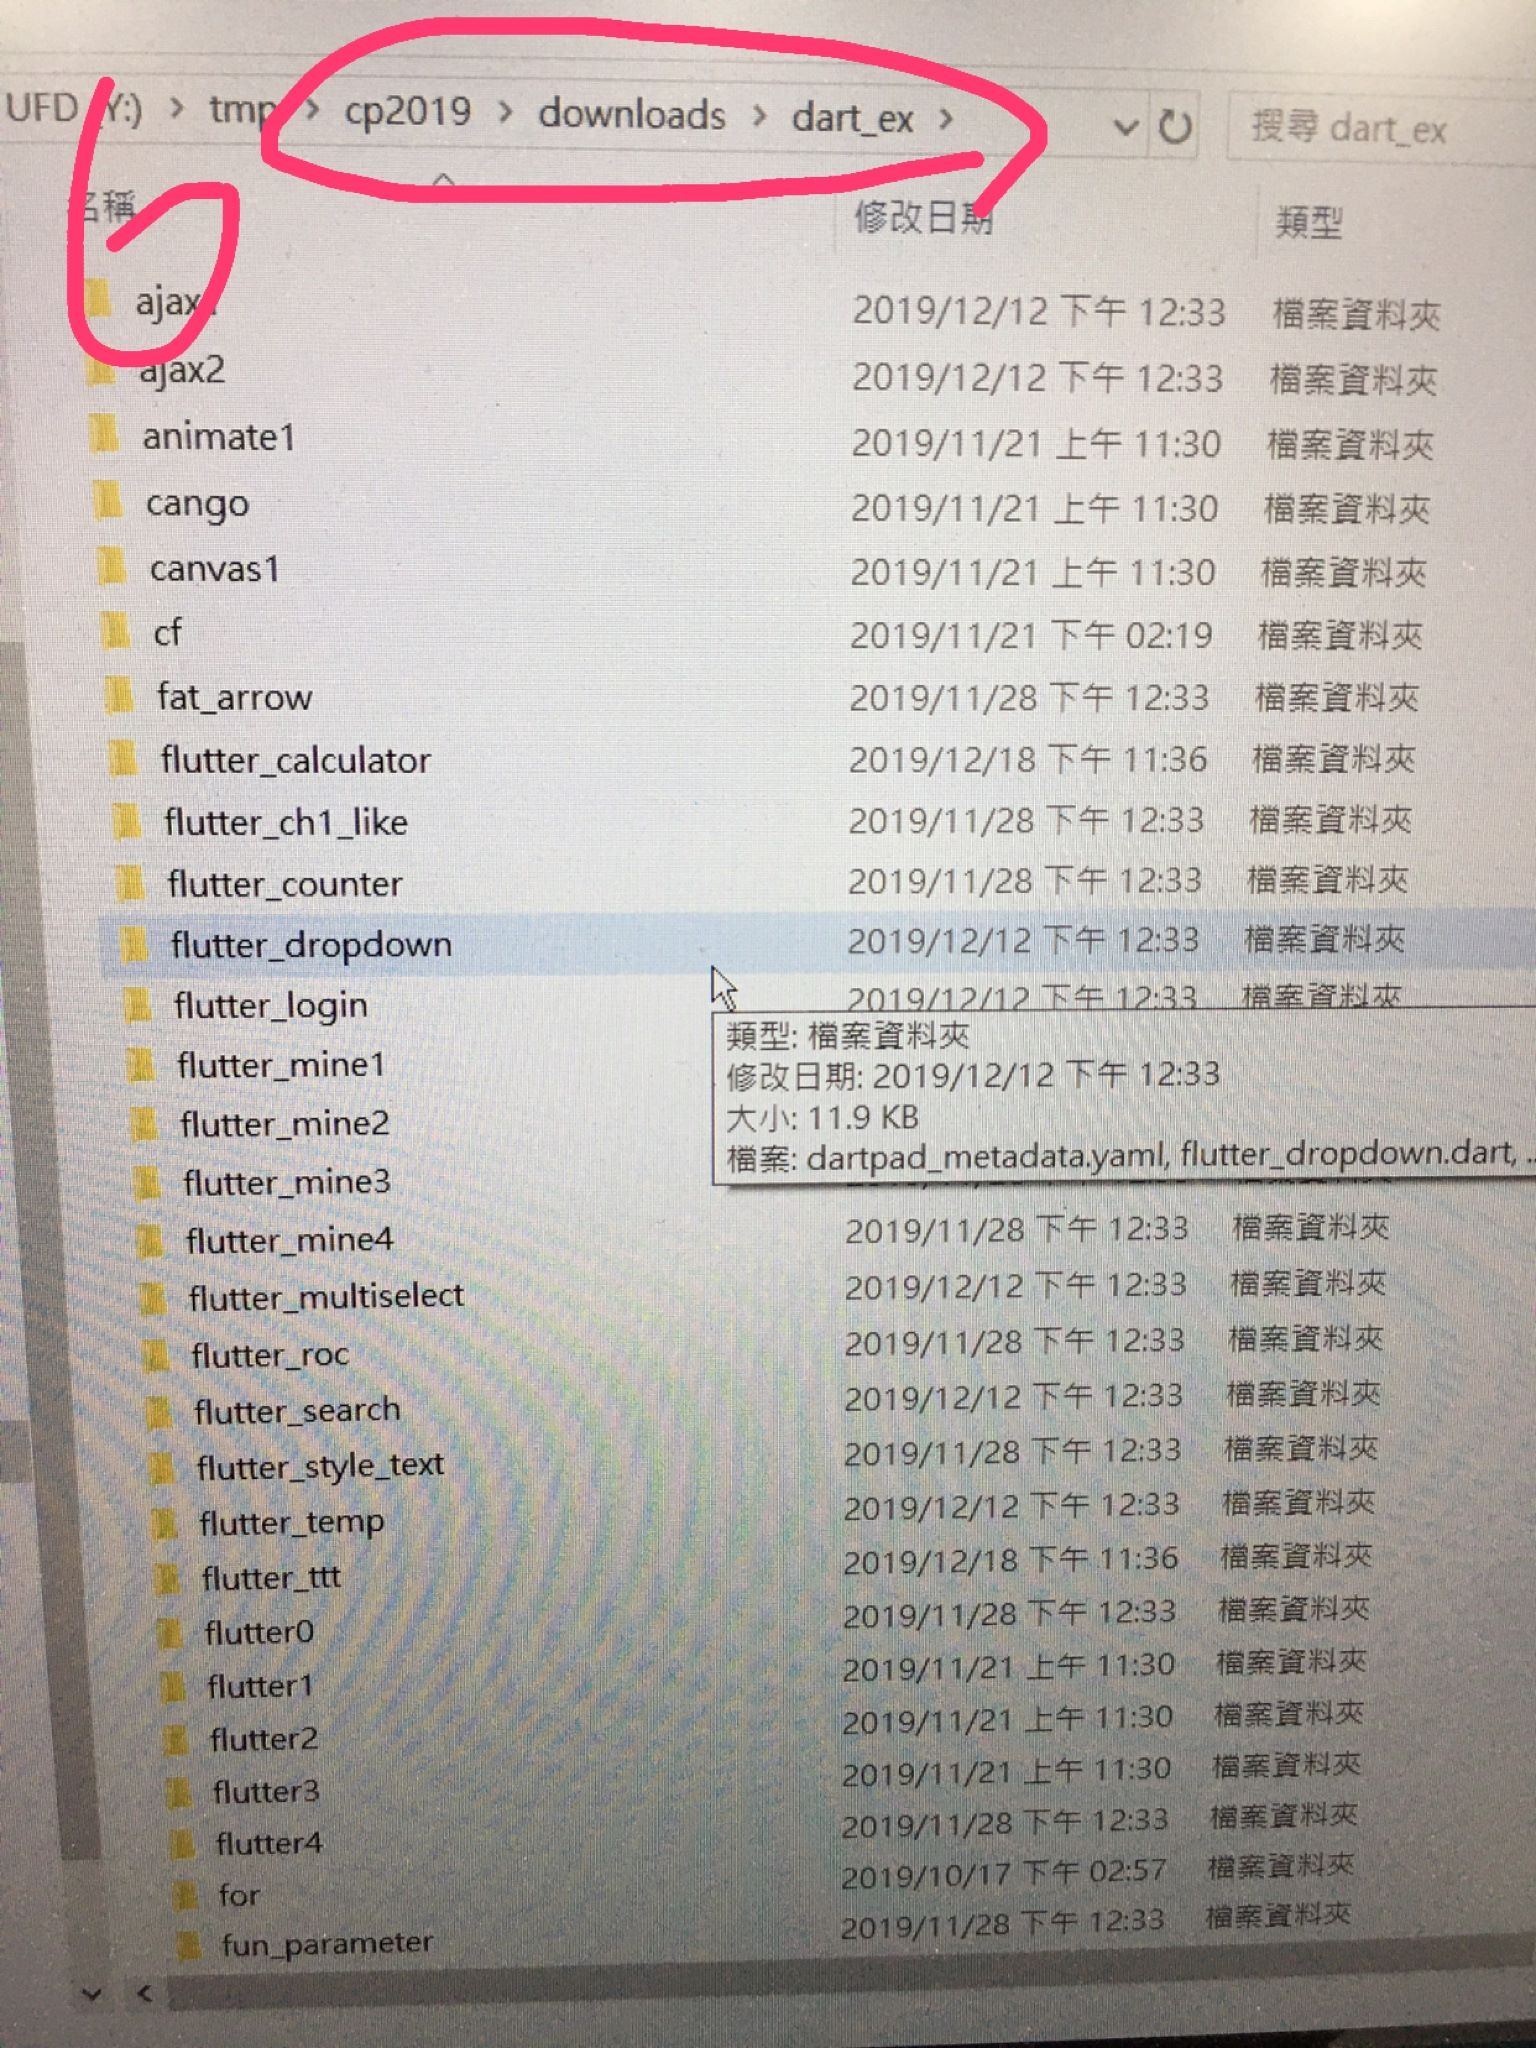 UFD (Y:) > tmp > cp2019 > downloads > dart_ex > 搜尋 dart_ex
6
名稱 修改日期 類型
ajax 2019/12/12 下午 12:33 檔案資料夾
ajax2 2019/12/12 下午 12:33 檔案資料夾
animate1 2019/11/21 上午 11:30 檔案資料夾
cango 2019/11/21 上午 11:30 檔案資料夾
canvas1 2019/11/21 上午 11:30 檔案資料夾
cf 2019/11/21 下午 02:19 檔案資料夾
fat_arrow 2019/11/28 下午 12:33 檔案資料夾
flutter_calculator 2019/12/18 下午 11:36 檔案資料夾
flutter_ch1_like 2019/11/28 下午 12:33 檔案資料夾
flutter_counter 2019/11/28 下午 12:33 檔案資料夾
flutter_dropdown 2019/12/12 下午 12:33 檔案資料夾
flutter_login 2019/12/12 下午 12:33 檔案資料夾
類型: 檔案資料夾
修改日期: 2019/12/12 下午 12:33
大小: 11.9 KB
檔案: dartpad_metadata.yaml, flutter_dropdown.dart, ..
flutter_mine1
flutter_mine2
flutter_mine3
flutter_mine4 2019/11/28 下午 12:33 檔案資料夾
flutter_multiselect 2019/12/12 下午 12:33 檔案資料夾
flutter_roc 2019/11/28 下午 12:33 檔案資料夾
flutter_search 2019/12/12 下午 12:33 檔案資料夾
flutter_style_text 2019/11/28 下午 12:33 檔案資料夾
flutter_temp 2019/12/12 下午 12:33 檔案資料夾
flutter_ttt 2019/12/18 下午 11:36 檔案資料夾
flutter0 2019/11/28 下午 12:33 檔案資料夾
flutter1 2019/11/21 上午 11:30 檔案資料夾
flutter2 2019/11/21 上午 11:30 檔案資料夾
flutter3 2019/11/21 上午 11:30 檔案資料夾
flutter4 2019/11/28 下午 12:33 檔案資料夾
for 2019/10/17 下午 02:57 檔案資料夾
fun_parameter 2019/11/28 下午 12:33 檔案資料夾